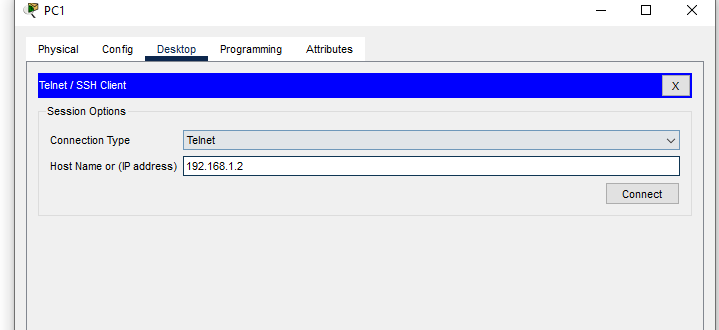 PC1
Physical Config Desktop Programming Attributes
Telnet / SSH Client X
Session Options
Connection Type Telnet
Host Name or (IP address) 192.168.1.2
Connect